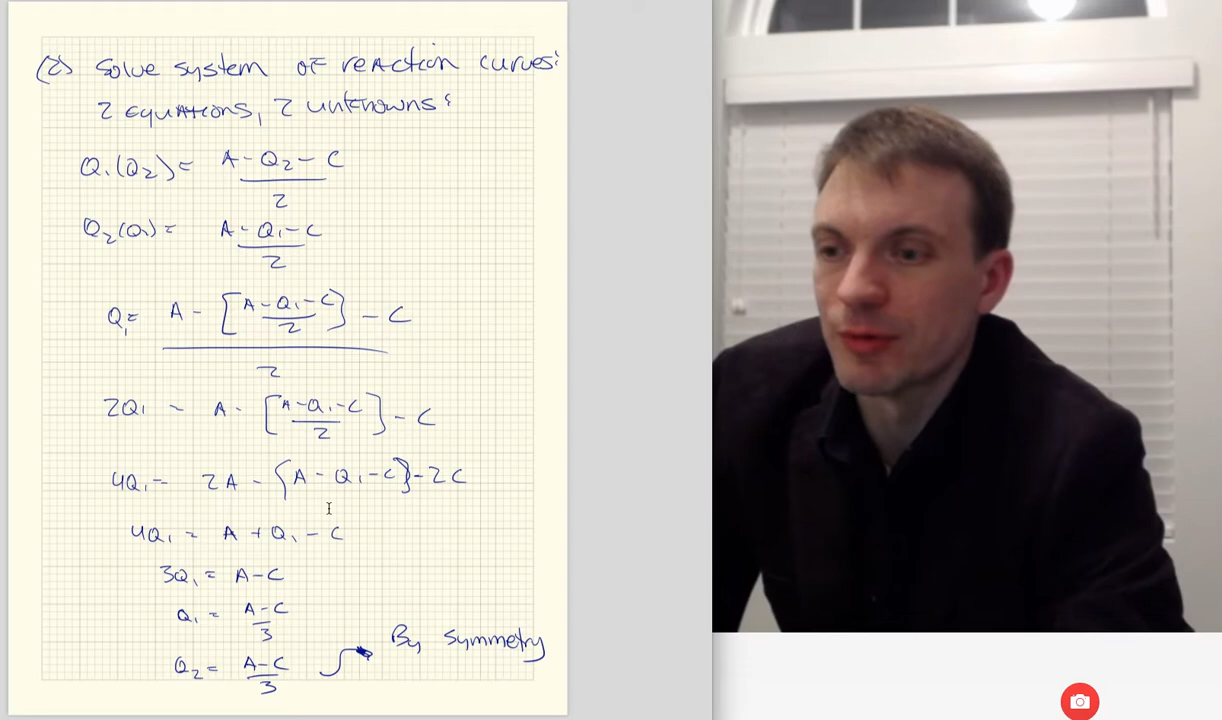 (2) Solve system of reaction curves:
2 Equations, 2 unknowns:
Q₁(Q₂) = (A - Q₂ - C) / 2
Q₂(Q₁) = (A - Q₁ - C) / 2
Q₁ = (A - [(A - Q₁ - C) / 2] - C) / 2
2Q₁ = A - [(A - Q₁ - C) / 2] - C
4Q₁ = 2A - {A - Q₁ - C} - 2C
4Q₁ = A + Q₁ - C
3Q₁ = A - C
Q₁ = (A - C) / 3
Q₂ = (A - C) / 3 By symmetry